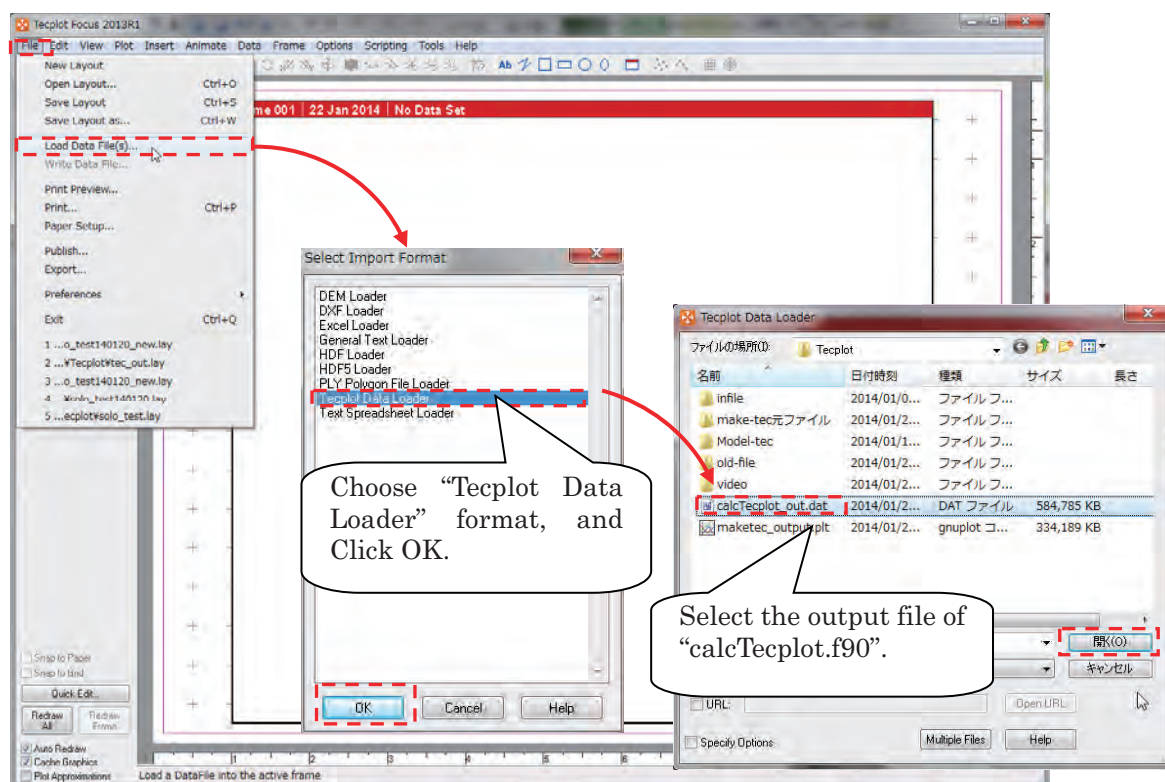 Tecplot Focus 2013R1
File Edit View Plot Insert Animate Data Frame Options Scripting Tools Help
New Layout
Open Layout... Ctrl+O
Save Layout Ctrl+S
Save Layout as... Ctrl+W
Load Data File(s)...
Write Data File...
Print Preview...
Print... Ctrl+P
Paper Setup...
Publish...
Export...
Preferences
Exit Ctrl+Q
1 ...o_test140120_new.lay
2 ...¥Tecplot¥tec_out.lay
3 ...o_test140120_new.lay
4 ...¥solo_test140120.lay
5 ...ecplot¥solo_test.lay
me 001 | 22 Jan 2014 | No Data Set
Select Import Format
DEM Loader
DXF Loader
Excel Loader
General Text Loader
HDF Loader
HDF5 Loader
PLY Polygon File Loader
Tecplot Data Loader
Text Spreadsheet Loader
Choose “Tecplot Data
Loader” format, and
Click OK.
OK Cancel Help
Tecplot Data Loader
ファイルの場所(I): Tecplot
名前 日付時刻 種類 サイズ 長さ
infile 2014/01/0... ファイル フ...
make-tec元ファイル 2014/01/2... ファイル フ...
Model-tec 2014/01/1... ファイル フ...
old-file 2014/01/2... ファイル フ...
video 2014/01/2... ファイル フ...
calcTecplot_out.dat 2014/01/2... DAT ファイル 584,785 KB
maketec_output.plt 2014/01/2... gnuplot コ... 334,189 KB
Select the output file of
“calcTecplot.f90”.
開く(O)
キャンセル
URL: Open URL
Specify Options Multiple Files Help
Snap to Paper
Snap to Grid
Quick Edit...
Redraw All Redraw Frame
Auto Redraw
Cache Graphics
Plot Approximations
Load a DataFile into the active frame